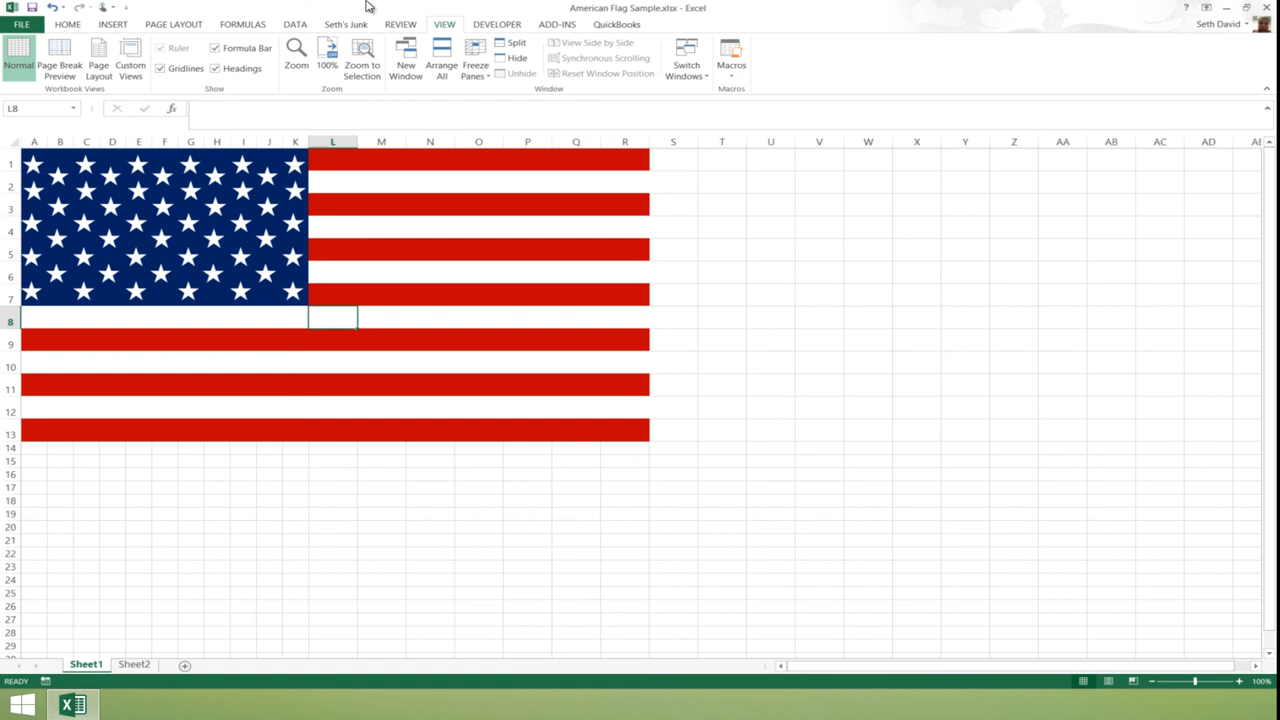 American Flag Sample.xlsx - Excel
?
FILE HOME INSERT PAGE LAYOUT FORMULAS DATA Seth's Junk REVIEW VIEW DEVELOPER ADD-INS QuickBooks Seth David
Normal Page Break Preview Page Layout Custom Views
Ruler Formula Bar
Gridlines Headings
Zoom 100% Zoom to Selection
New Window Arrange All Freeze Panes
Split
Hide
Unhide
View Side by Side
Synchronous Scrolling
Reset Window Position
Switch Windows Macros
Workbook Views Show Zoom Window Macros
L8 fx
A B C D E F G H I J K L M N O P Q R S T U V W X Y Z AA AB AC AD AE
1
2
3
4
5
6
7
8
9
10
11
12
13
14
15
16
17
18
19
20
21
22
23
24
25
26
27
28
29
Sheet1 Sheet2
READY 100%